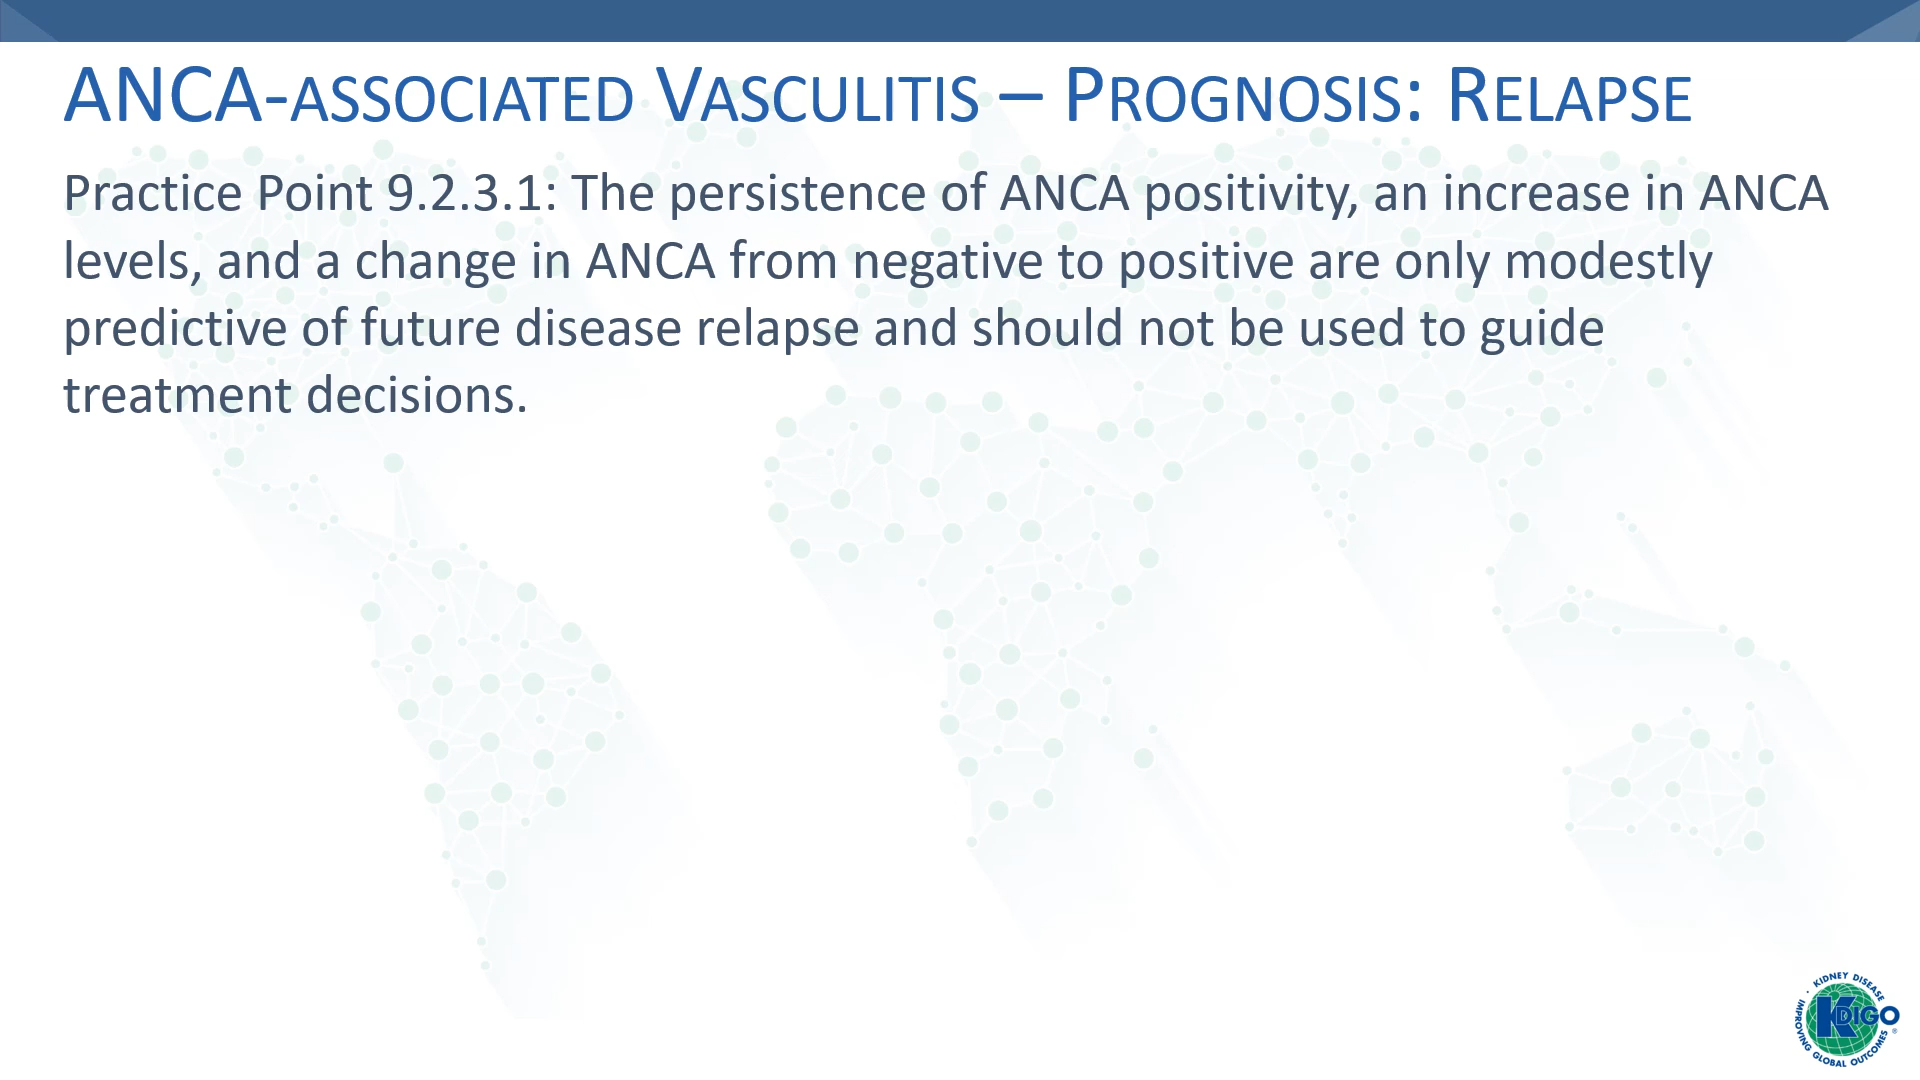 ANCA-ASSOCIATED VASCULITIS – PROGNOSIS: RELAPSE
Practice Point 9.2.3.1: The persistence of ANCA positivity, an increase in ANCA
levels, and a change in ANCA from negative to positive are only modestly
predictive of future disease relapse and should not be used to guide
treatment decisions.
KIDNEY DISEASE
KDIGO
®
IMPROVING GLOBAL OUTCOMES